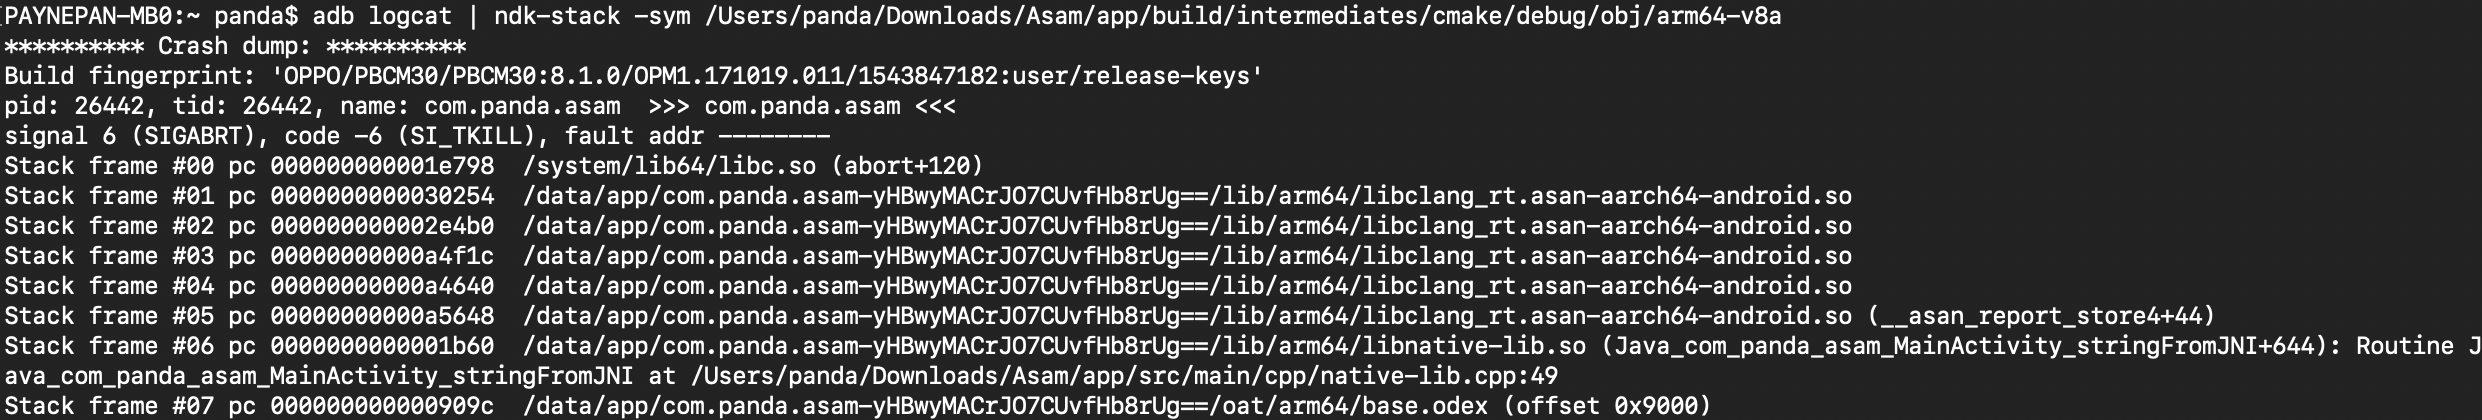 PAYNEPAN-MB0:~ panda$ adb logcat | ndk-stack -sym /Users/panda/Downloads/Asam/app/build/intermediates/cmake/debug/obj/arm64-v8a
********** Crash dump: **********
Build fingerprint: 'OPPO/PBCM30/PBCM30:8.1.0/OPM1.171019.011/1543847182:user/release-keys'
pid: 26442, tid: 26442, name: com.panda.asam  >>> com.panda.asam <<<
signal 6 (SIGABRT), code -6 (SI_TKILL), fault addr --------
Stack frame #00 pc 000000000001e798  /system/lib64/libc.so (abort+120)
Stack frame #01 pc 0000000000030254  /data/app/com.panda.asam-yHBwyMACrJO7CUvfHb8rUg==/lib/arm64/libclang_rt.asan-aarch64-android.so
Stack frame #02 pc 000000000002e4b0  /data/app/com.panda.asam-yHBwyMACrJO7CUvfHb8rUg==/lib/arm64/libclang_rt.asan-aarch64-android.so
Stack frame #03 pc 00000000000a4f1c  /data/app/com.panda.asam-yHBwyMACrJO7CUvfHb8rUg==/lib/arm64/libclang_rt.asan-aarch64-android.so
Stack frame #04 pc 00000000000a4640  /data/app/com.panda.asam-yHBwyMACrJO7CUvfHb8rUg==/lib/arm64/libclang_rt.asan-aarch64-android.so
Stack frame #05 pc 00000000000a5648  /data/app/com.panda.asam-yHBwyMACrJO7CUvfHb8rUg==/lib/arm64/libclang_rt.asan-aarch64-android.so (__asan_report_store4+44)
Stack frame #06 pc 0000000000001b60  /data/app/com.panda.asam-yHBwyMACrJO7CUvfHb8rUg==/lib/arm64/libnative-lib.so (Java_com_panda_asam_MainActivity_stringFromJNI+644): Routine J
ava_com_panda_asam_MainActivity_stringFromJNI at /Users/panda/Downloads/Asam/app/src/main/cpp/native-lib.cpp:49
Stack frame #07 pc 000000000000909c  /data/app/com.panda.asam-yHBwyMACrJO7CUvfHb8rUg==/oat/arm64/base.odex (offset 0x9000)